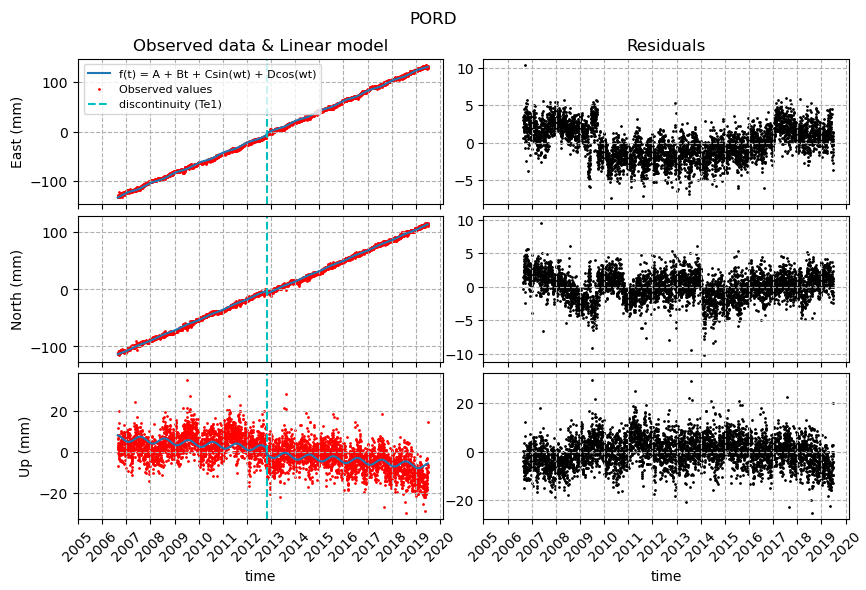 PORD
Observed data & Linear model
Residuals
f(t) = A + Bt + Csin(wt) + Dcos(wt)
Observed values
discontinuity (Te1)
East (mm)
100
0
−100
10
5
0
−5
North (mm)
100
0
−100
10
5
0
−5
−10
Up (mm)
20
0
−20
20
0
−20
2005 2006 2007 2008 2009 2010 2011 2012 2013 2014 2015 2016 2017 2018 2019 2020
2005 2006 2007 2008 2009 2010 2011 2012 2013 2014 2015 2016 2017 2018 2019 2020
time
time